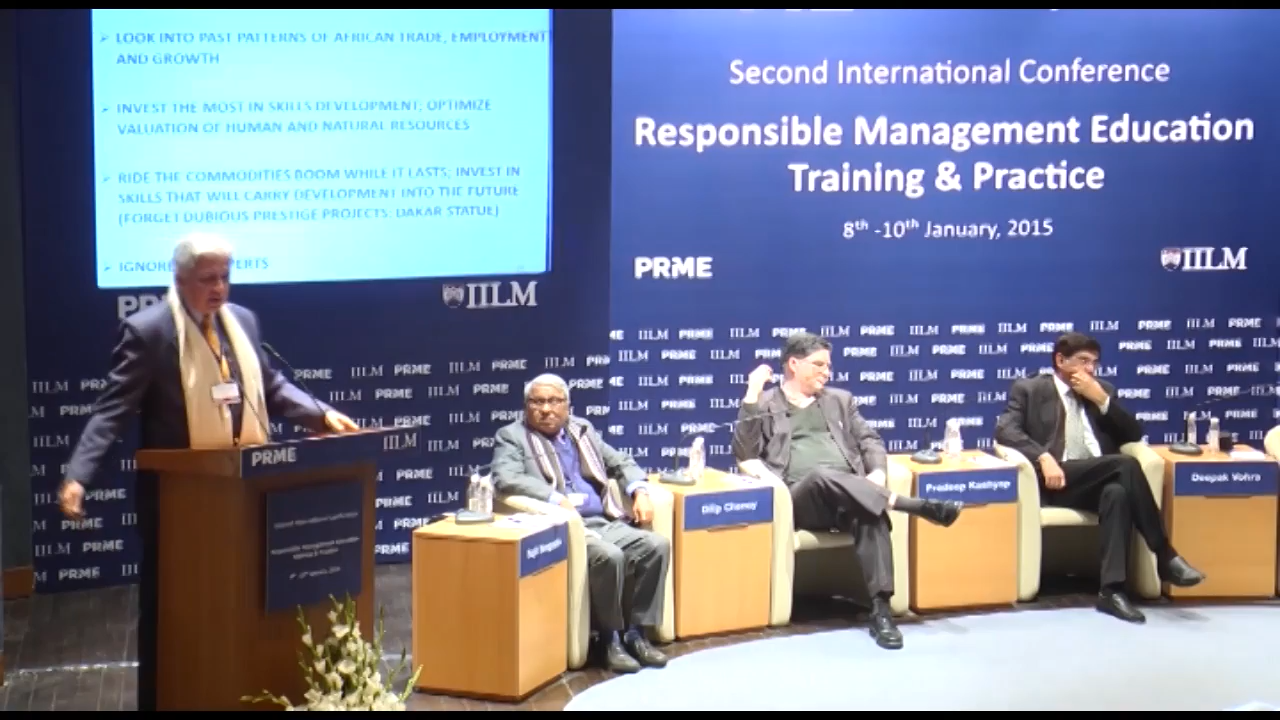 LOOK INTO PAST PATTERNS OF AFRICAN TRADE, EMPLOYMENT
AND GROWTH
INVEST THE MOST IN SKILLS DEVELOPMENT; OPTIMIZE
VALUATION OF HUMAN AND NATURAL RESOURCES
RIDE THE COMMODITIES BOOM WHILE IT LASTS; INVEST IN
SKILLS THAT WILL CARRY DEVELOPMENT INTO THE FUTURE
(FORGET DUBIOUS PRESTIGE PROJECTS. DAKAR STATUE)
IGNORE
IILM
Second International Conference
Responsible Management Education
Training & Practice
8th -10th January, 2015
PRME
IILM
PRME
Dilip Chenoy
Pradeep Kashyap
Deepak Vohra